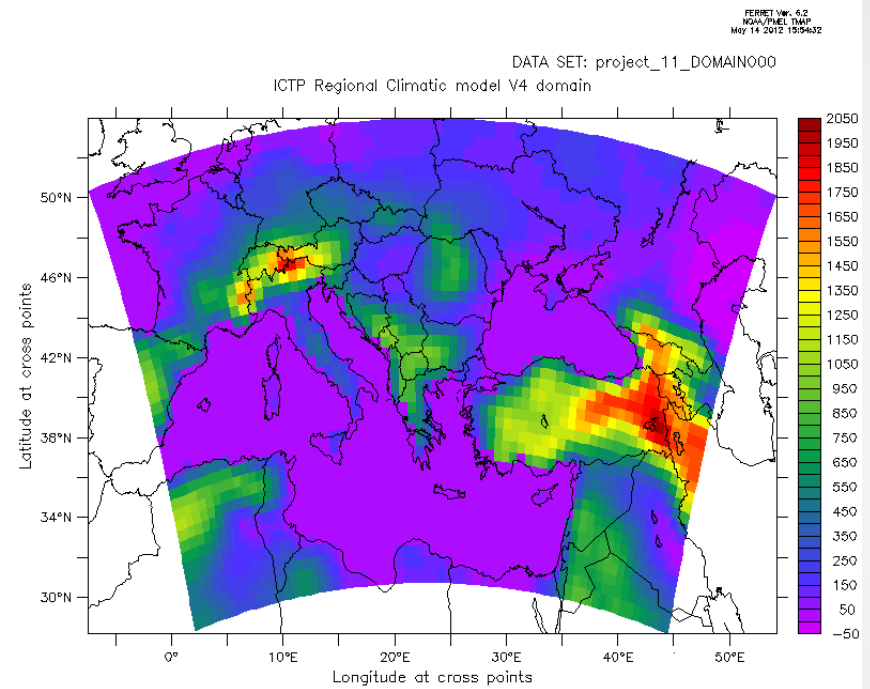 FERRET Ver. 6.2
NOAA/PMEL TMAP
May 14 2012 15:54:32
DATA SET: project_11_DOMAIN000
ICTP Regional Climatic model V4 domain
2050
1950
1850
1750
1650
1550
1450
1350
1250
1150
1050
950
850
750
650
550
450
350
250
150
50
−50
50°N
46°N
42°N
38°N
34°N
30°N
Latitude at cross points
0° 10°E 20°E 30°E 40°E 50°E
Longitude at cross points